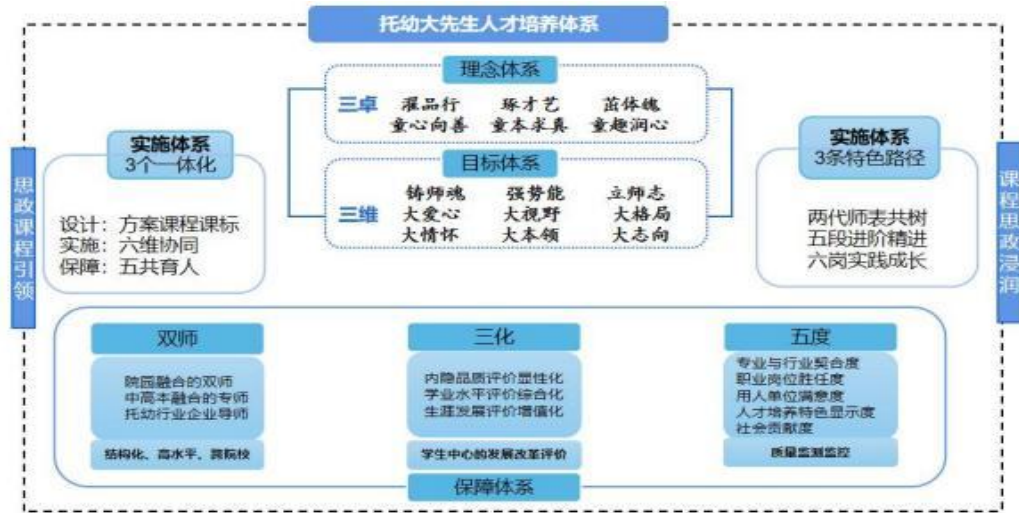 托幼大先生人才培养体系
理念体系
三卓 濯品行 琢才艺 茁体魄
童心向善 童本求真 童趣润心
目标体系
三维 铸师魂 强势能 立师志
大爱心 大视野 大格局
大情怀 大本领 大志向
思政课程引领
实施体系
3个一体化
设计：方案课程课标
实施：六维协同
保障：五共育人
实施体系
3条特色路径
两代师表共树
五段进阶精进
六岗实践成长
课程思政浸润
双师
院园融合的双师
中高本融合的专师
托幼行业企业导师
结构化、高水平、跨院校
三化
内隐品质评价显性化
学业水平评价综合化
生涯发展评价增值化
学生中心的发展改革评价
五度
专业与行业契合度
职业岗位胜任度
用人单位满意度
人才培养特色显示度
社会贡献度
质量监测监控
保障体系